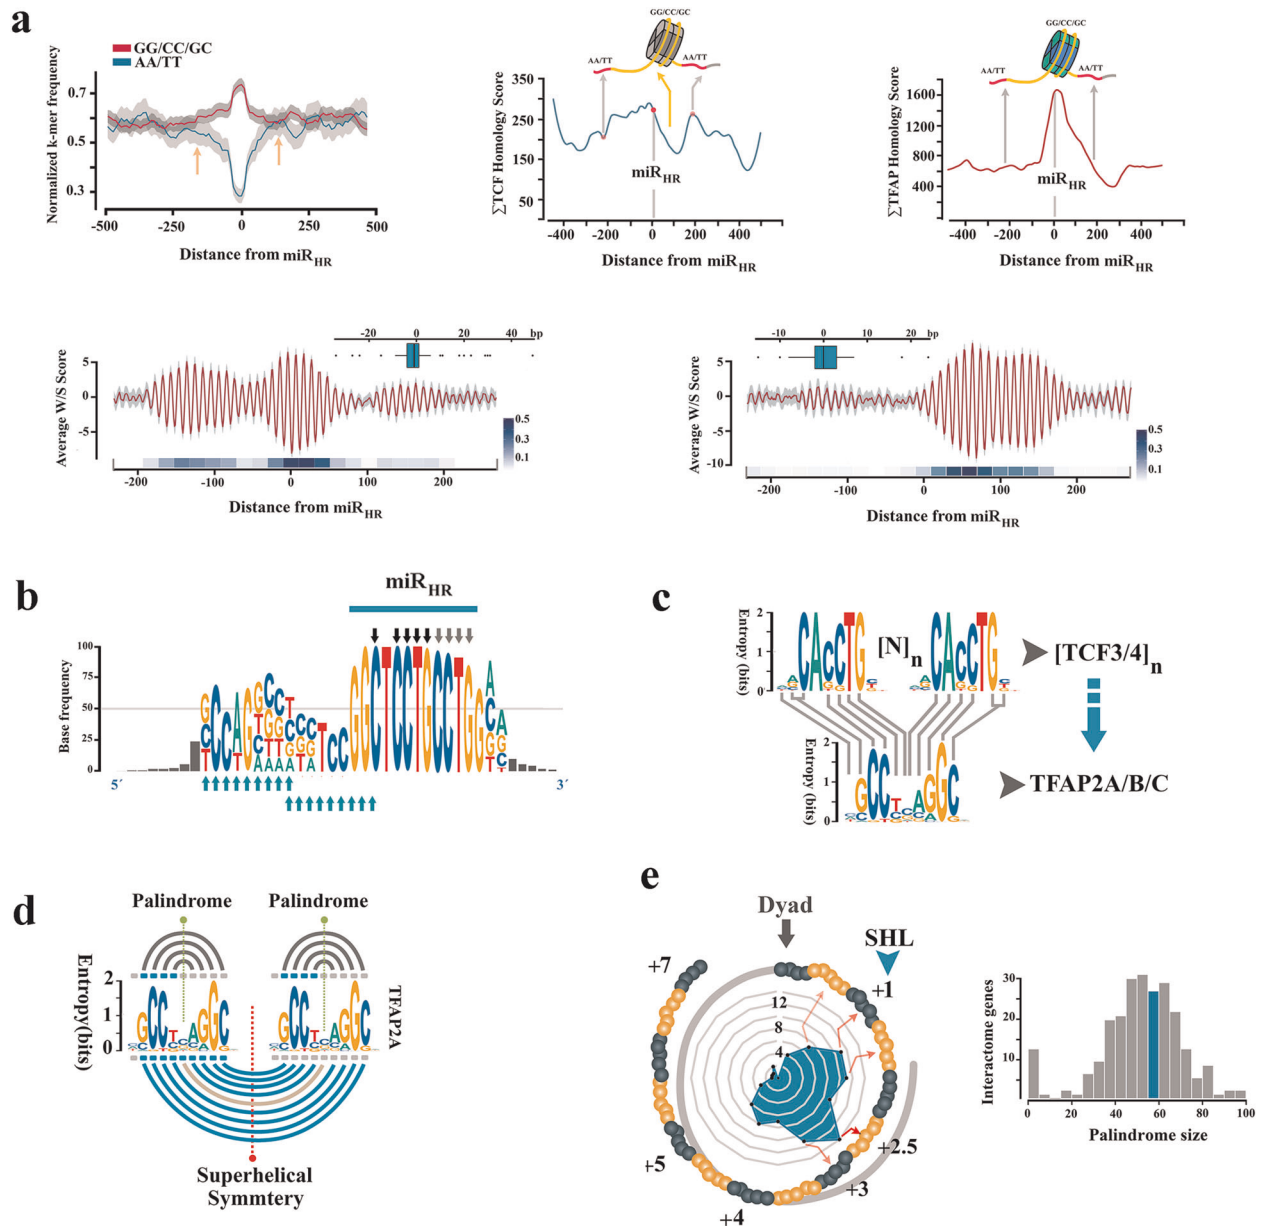 a
GG/CC/GC
AA/TT
Normalized k-mer frequency
0.7
0.5
0.3
-500 -250 0 250 500
Distance from miRHR
GG/CC/GC
AA/TT AA/TT
∑TCF Homology Score
350
250
150
50
miRHR
-400 -200 0 200 400
Distance from miRHR
GG/CC/GC
AA/TT AA/TT
∑TFAP Homology Score
1600
1200
800
400
miRHR
-400 -200 0 200 400
Distance from miRHR
-20 0 20 40 bp
Average W/S Score
5
0
-5
0.5
0.3
0.1
-200 -100 0 100 200
Distance from miRHR
-10 0 10 20 bp
Average W/S Score
5
0
-5
-10
0.5
0.3
0.1
-200 -100 0 100 200
Distance from miRHR
b
miRHR
Base frequency
100
75
50
25
0
5´ 3´
c
Entropy (bits)
2
1
0
CACCTG [N]n CACCTG
[TCF3/4]n
Entropy (bits)
2
1
0
GCCTCAGGC
TFAP2A/B/C
d
Palindrome Palindrome
Entropy(bits)
2
1
0
GCCTCAGGC GCCTCAGGC
TFAP2A
Superhelical
Symmtery
e
Dyad
SHL
+7
+1
12
8
4
+2.5
+5
+3
+4
Interactome genes
30
20
10
0 20 40 60 80 100
Palindrome size